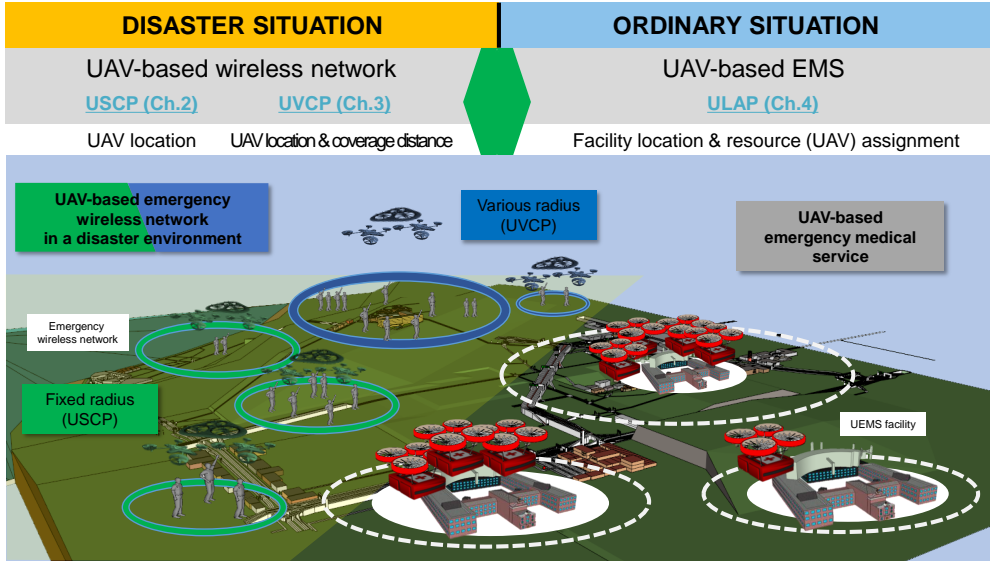 DISASTER SITUATION
ORDINARY SITUATION
UAV-based wireless network
UAV-based EMS
USCP (Ch.2)
UVCP (Ch.3)
ULAP (Ch.4)
UAV location
UAV location & coverage distance
Facility location & resource (UAV) assignment
UAV-based emergency
wireless network
in a disaster environment
Various radius
(UVCP)
UAV-based
emergency medical
service
Emergency
wireless network
Fixed radius
(USCP)
UEMS facility